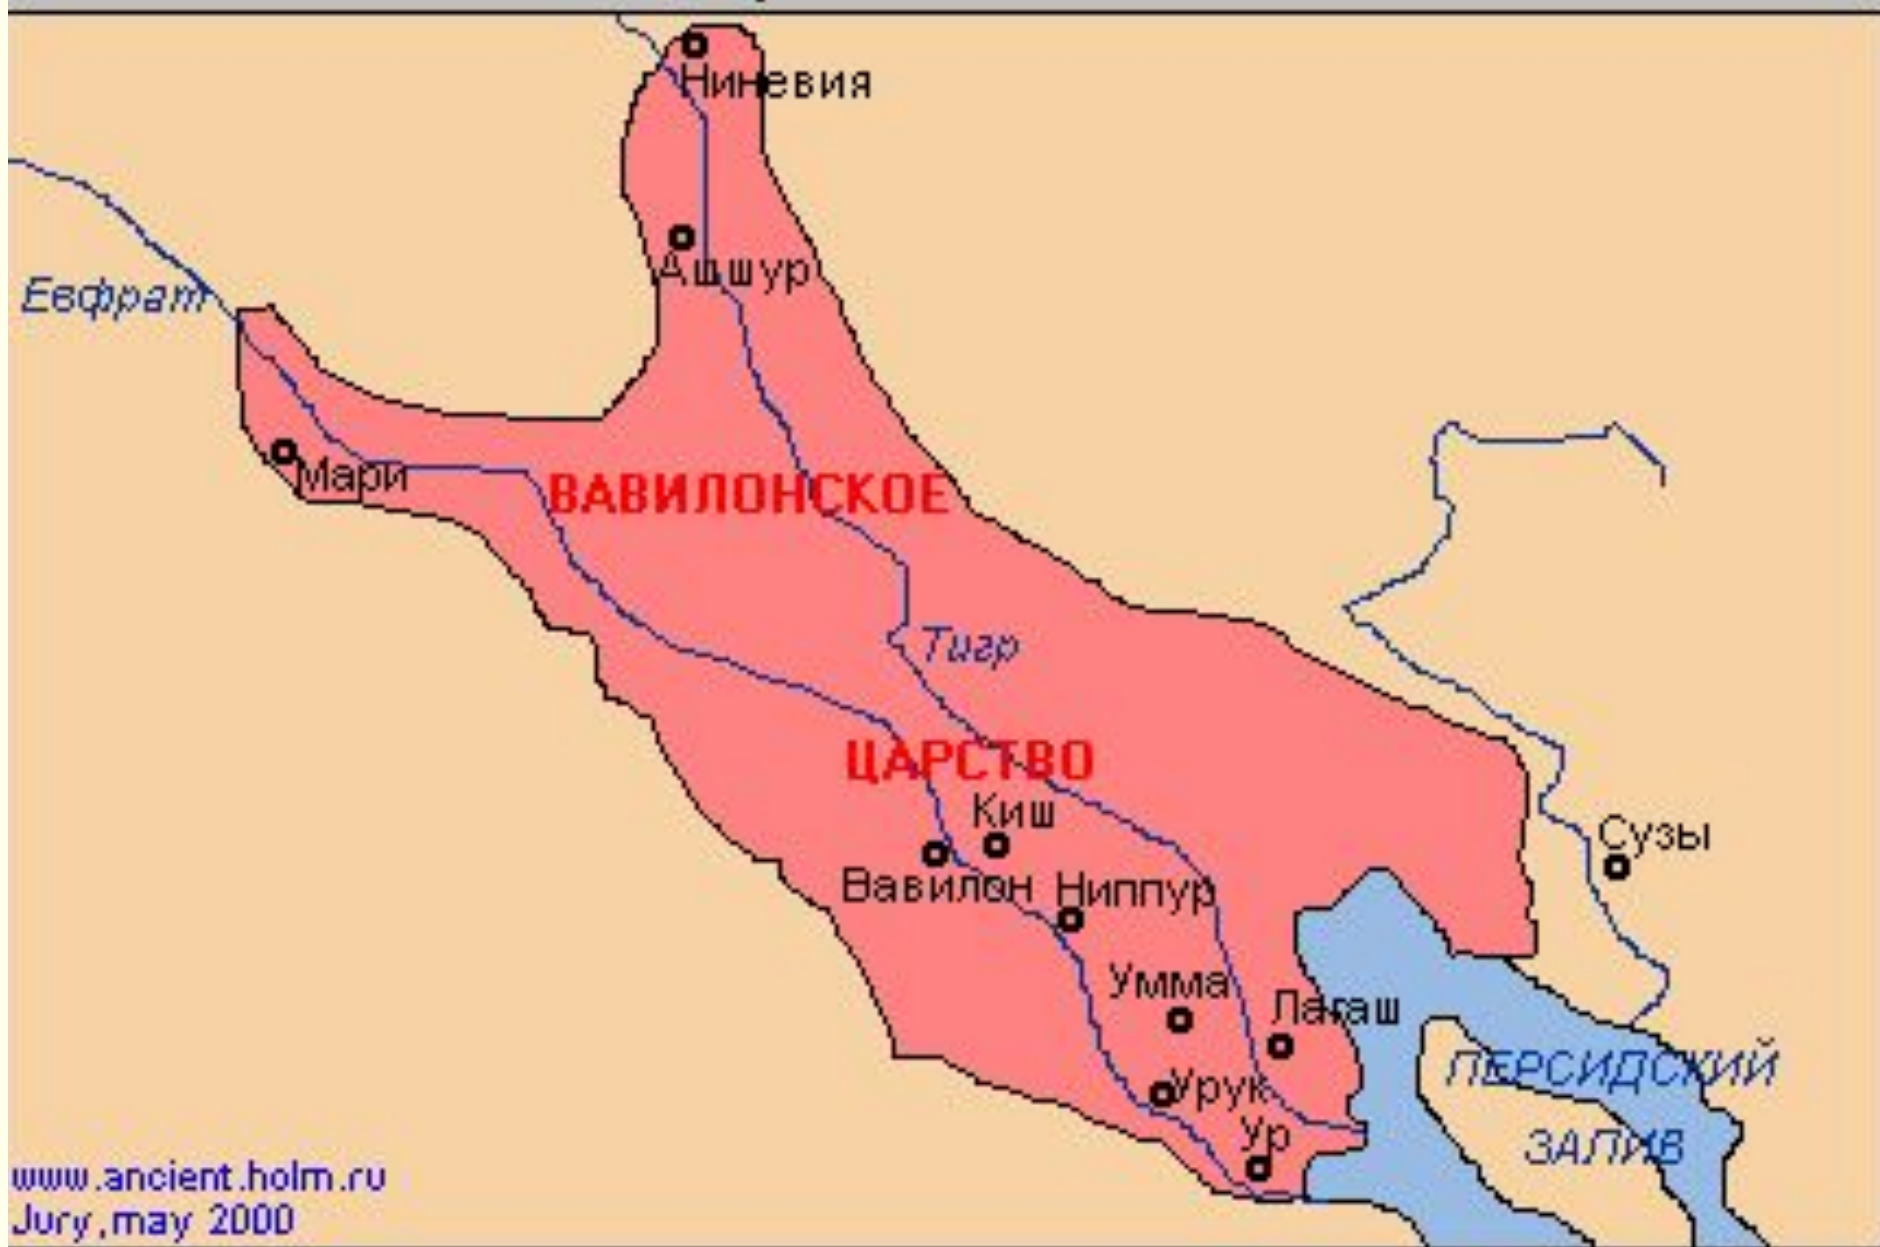 Ниневия
Ашшур
Евфрат
Мари
ВАВИЛОНСКОЕ
Тигр
ЦАРСТВО
Киш
Сузы
Вавилон
Ниппур
Умма
Лагаш
ПЕРСИДСКИЙ
Урук
Ур
ЗАЛИВ
www.ancient.holm.ru
Jury,may 2000